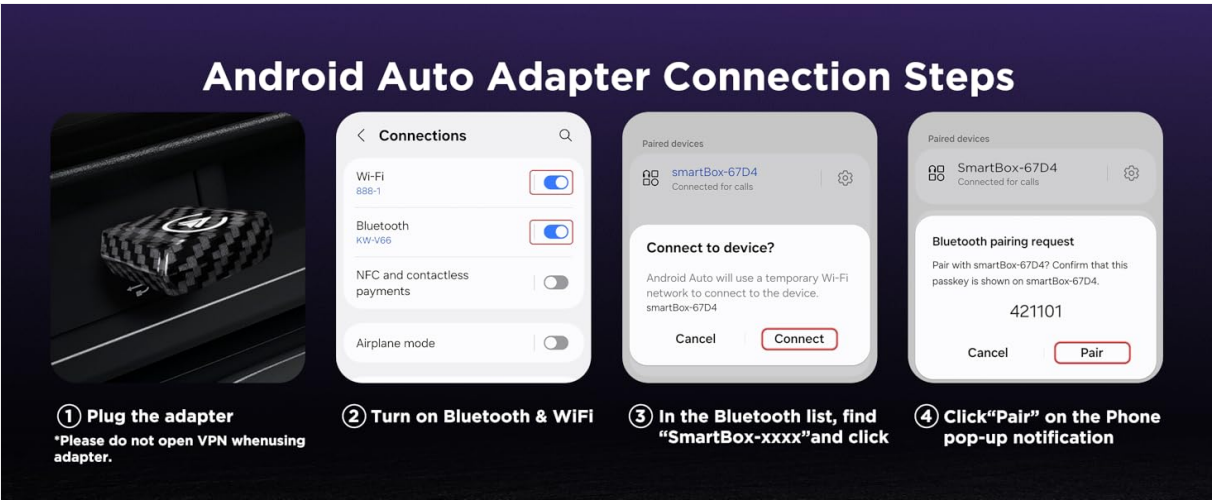 Android Auto Adapter Connection Steps
Connections
Wi-Fi
888-1
Bluetooth
KW-V66
NFC and contactless
payments
Airplane mode
Paired devices
smartBox-67D4
Connected for calls
Connect to device?
Android Auto will use a temporary Wi-Fi
network to connect to the device.
smartBox-67D4
Cancel
Connect
Paired devices
SmartBox-67D4
Connected for calls
Bluetooth pairing request
Pair with smartBox-67D4? Confirm that this
passkey is shown on smartBox-67D4.
421101
Cancel
Pair
1 Plug the adapter
*Please do not open VPN whenusing
adapter.
2 Turn on Bluetooth & WiFi
3 In the Bluetooth list, find
“SmartBox-xxxx”and click
4 Click“Pair” on the Phone
pop-up notification